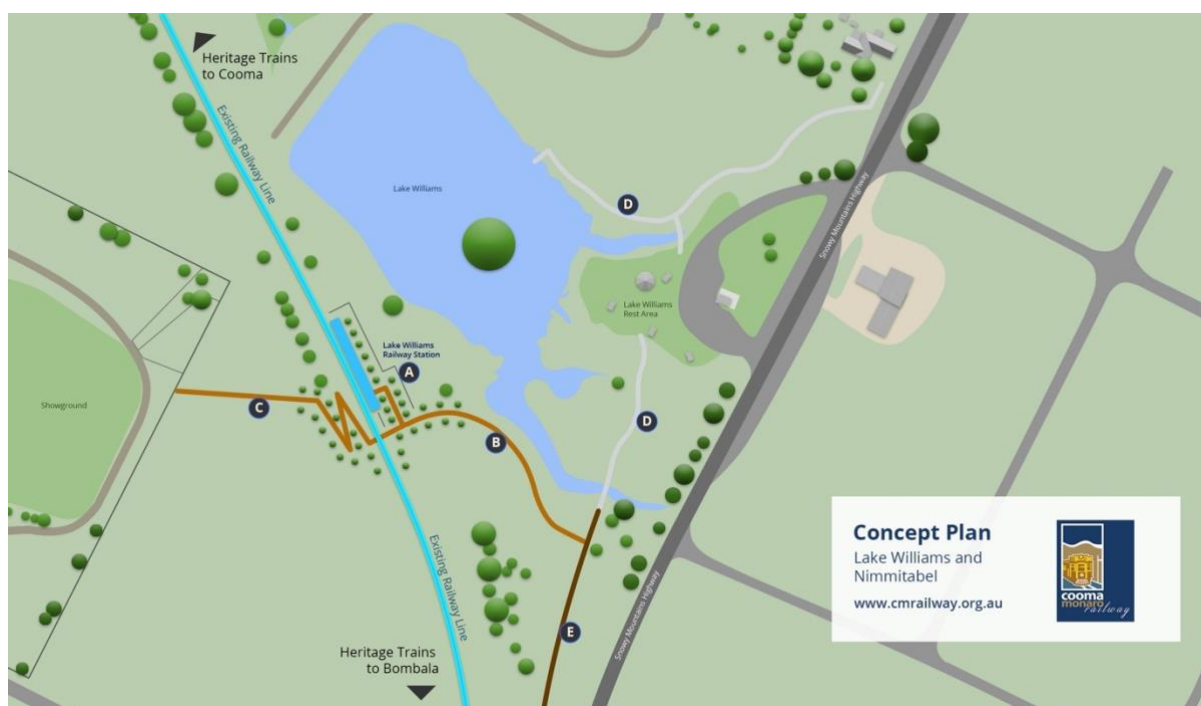 Heritage Trains
to Cooma
Existing Railway Line
Lake Williams
D
Snowy Mountains Highway
Lake Williams
Rest Area
Lake Williams
Railway Station
A
Showground
C
B
D
Existing Railway Line
E
Snowy Mountains Highway
Heritage Trains
to Bombala
Concept Plan
Lake Williams and
Nimmitabel
www.cmrailway.org.au
cooma
monaro
railway